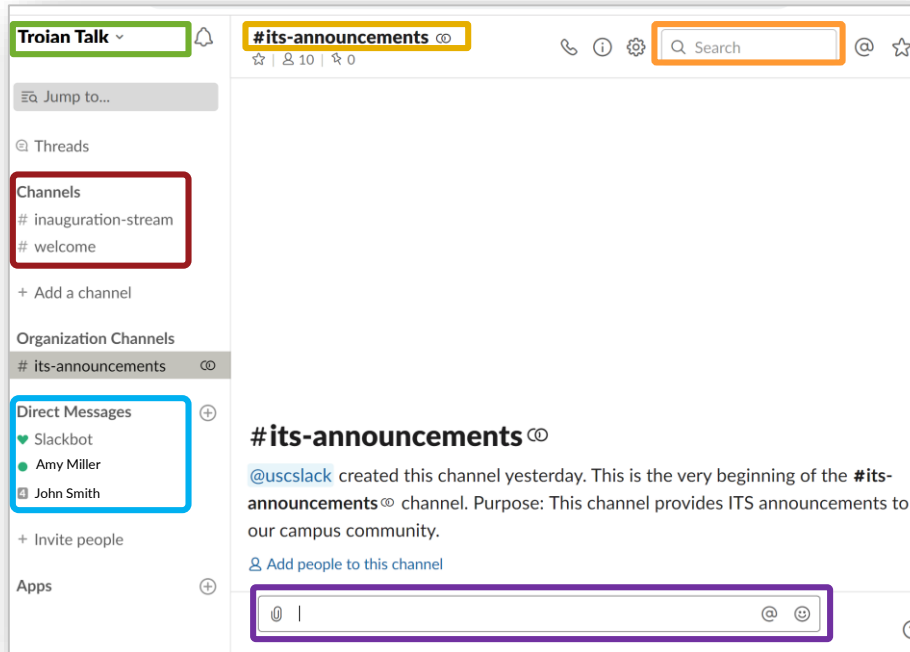 Troian Talk
Jump to...
Threads
Channels
# inauguration-stream
# welcome
+ Add a channel
Organization Channels
# its-announcements
Direct Messages
Slackbot
Amy Miller
4 John Smith
+ Invite people
Apps
#its-announcements
10 | 0
Search
#its-announcements
@uscslack created this channel yesterday. This is the very beginning of the #its-
announcements channel. Purpose: This channel provides ITS announcements to
our campus community.
Add people to this channel